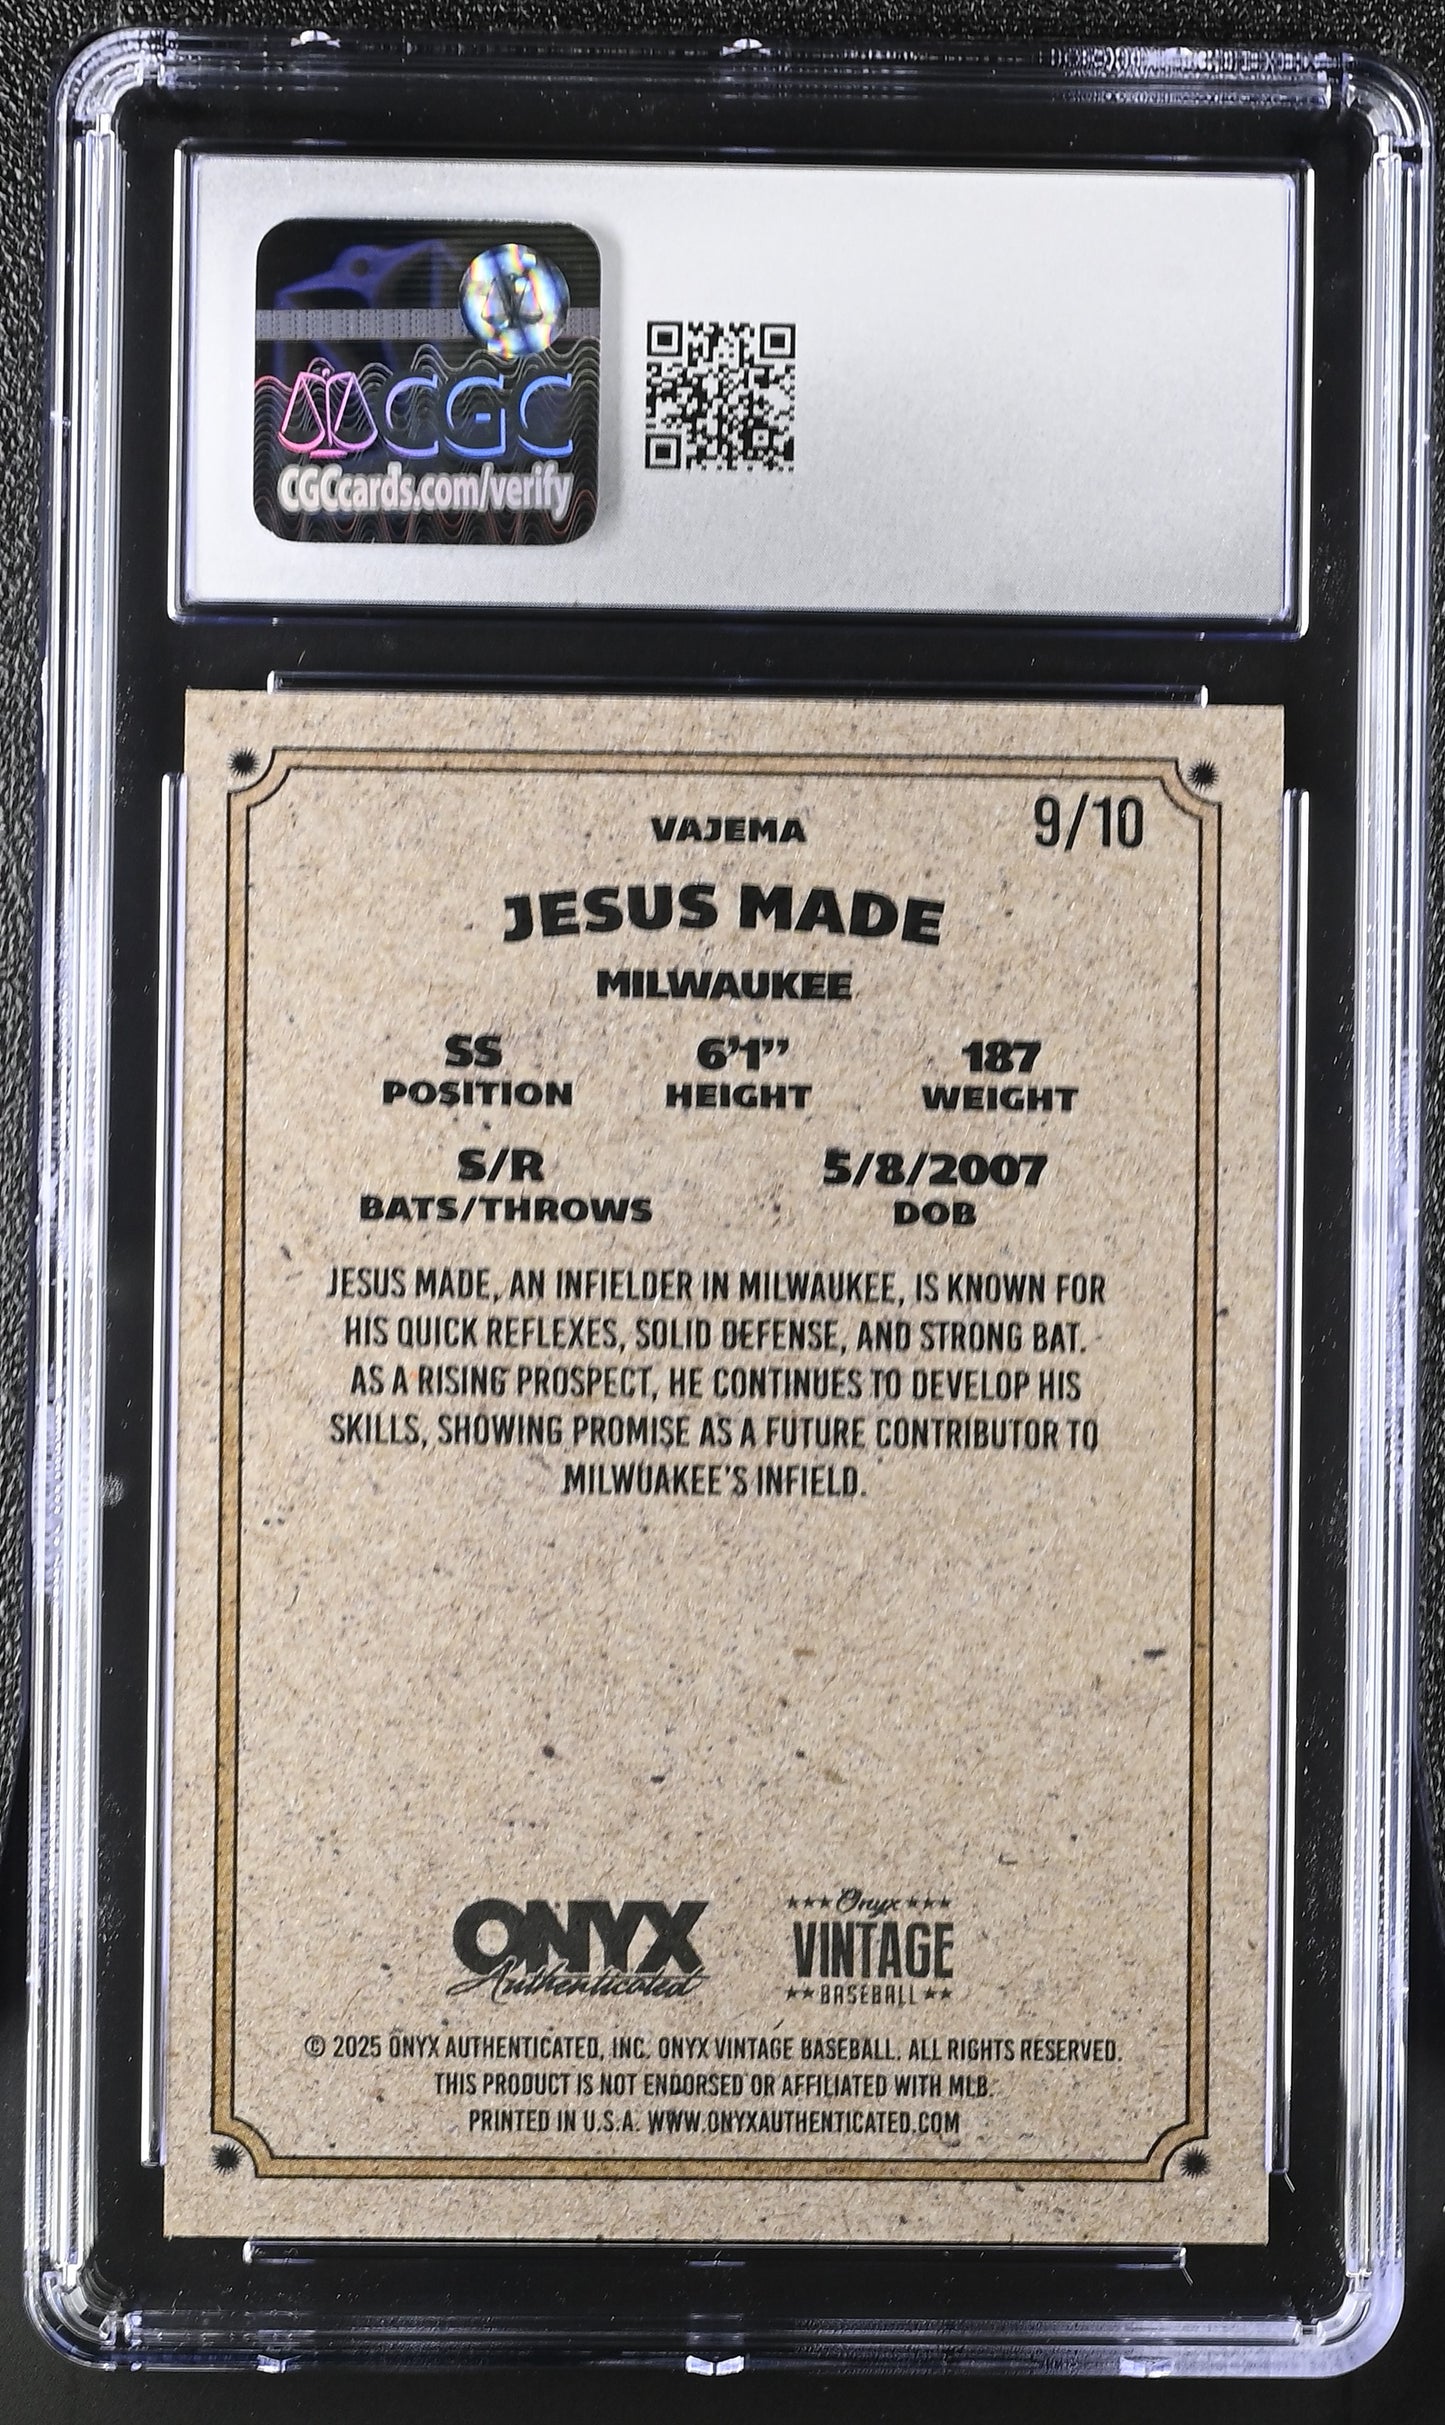 CGC
CGCcards.com/verify
VAJEMA
9/10
JESUS MADE
MILWAUKEE
SS 6'1" 187
POSITION HEIGHT WEIGHT
S/R 5/8/2007
BATS/THROWS DOB
JESUS MADE, AN INFIELDER IN MILWAUKEE, IS KNOWN FOR
HIS QUICK REFLEXES, SOLID DEFENSE, AND STRONG BAT.
AS A RISING PROSPECT, HE CONTINUES TO DEVELOP HIS
SKILLS, SHOWING PROMISE AS A FUTURE CONTRIBUTOR TO
MILWUAKEE'S INFIELD.
ONYX
Authenticated
Onyx
VINTAGE
BASEBALL
© 2025 ONYX AUTHENTICATED, INC. ONYX VINTAGE BASEBALL. ALL RIGHTS RESERVED.
THIS PRODUCT IS NOT ENDORSED OR AFFILIATED WITH MLB.
PRINTED IN U.S.A. WWW.ONYXAUTHENTICATED.COM